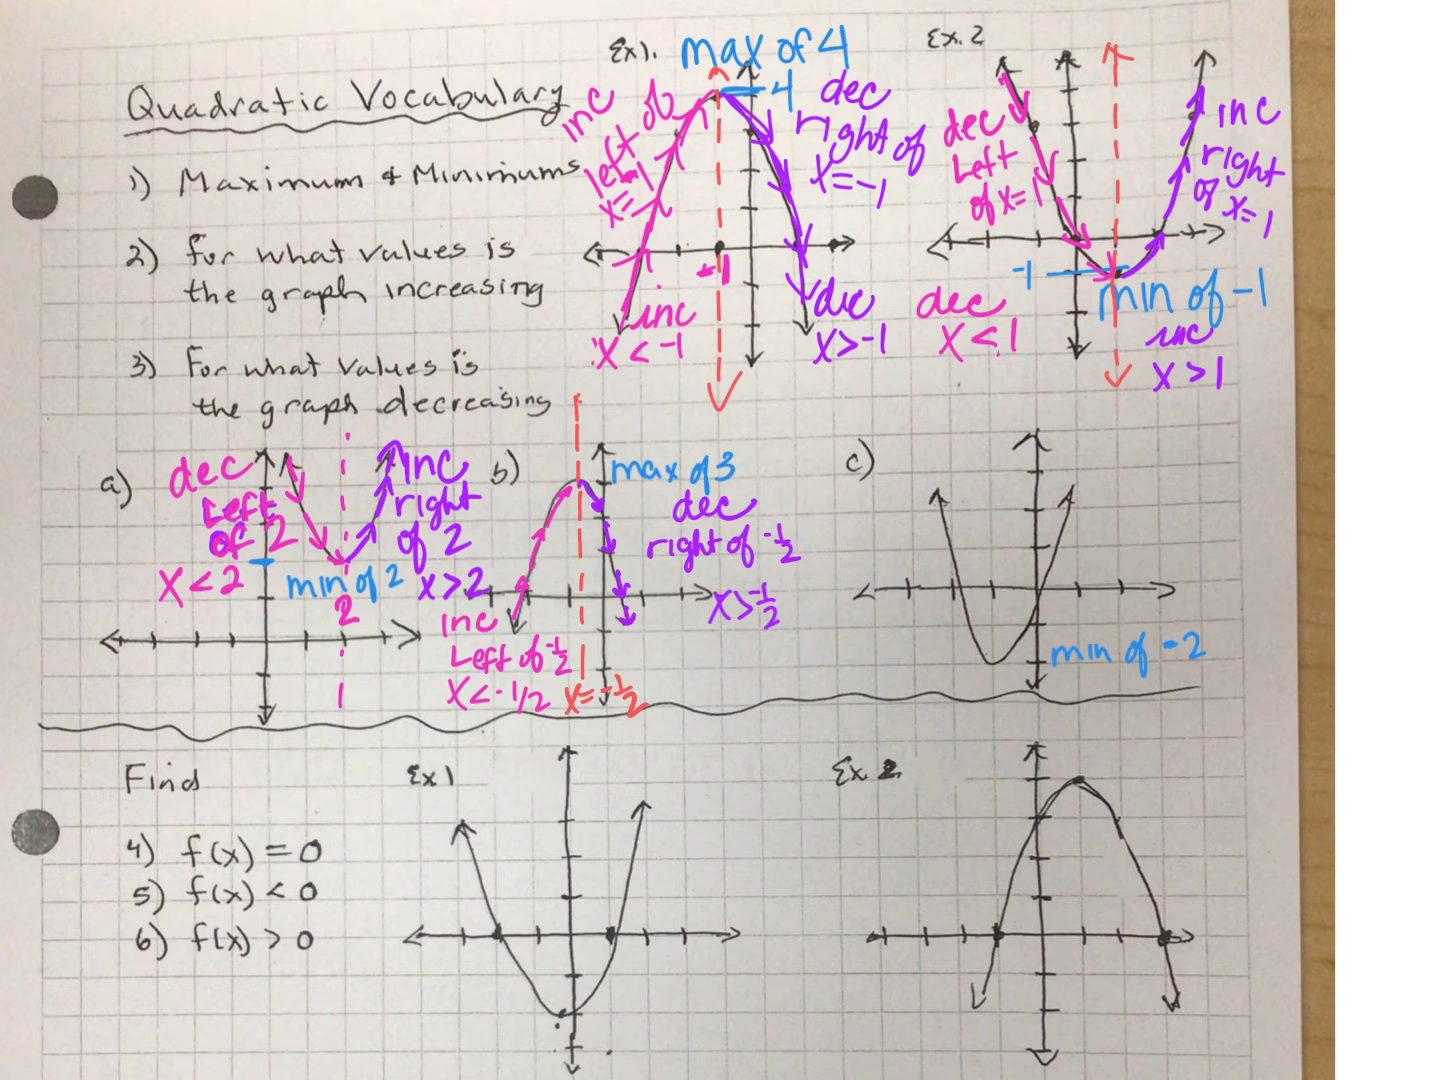 Quadratic Vocabulary
1) Maximum & Minimums
2) for what values is
the graph increasing
3) For what values is
the graph decreasing
Ex1.
max of 4
4
inc
left of
x=-1
dec
right of
x=-1
-1
inc
x < -1
dec
x>-1
Ex. 2
dec
Left
of x=1
inc
right
of
x=1
-1
min of -1
dec
x < 1
inc
x > 1
a)
dec
Left
of 2
x < 2
inc
right
of 2
x>2
min of 2
2
b)
max of 3
dec
right of -1/2
x>-1/2
inc
Left of -1/2
x<-1/2
x=-1/2
c)
min of -2
Find
4) f(x) = 0
5) f(x) < 0
6) f(x) > 0
Ex 1
Ex. 2